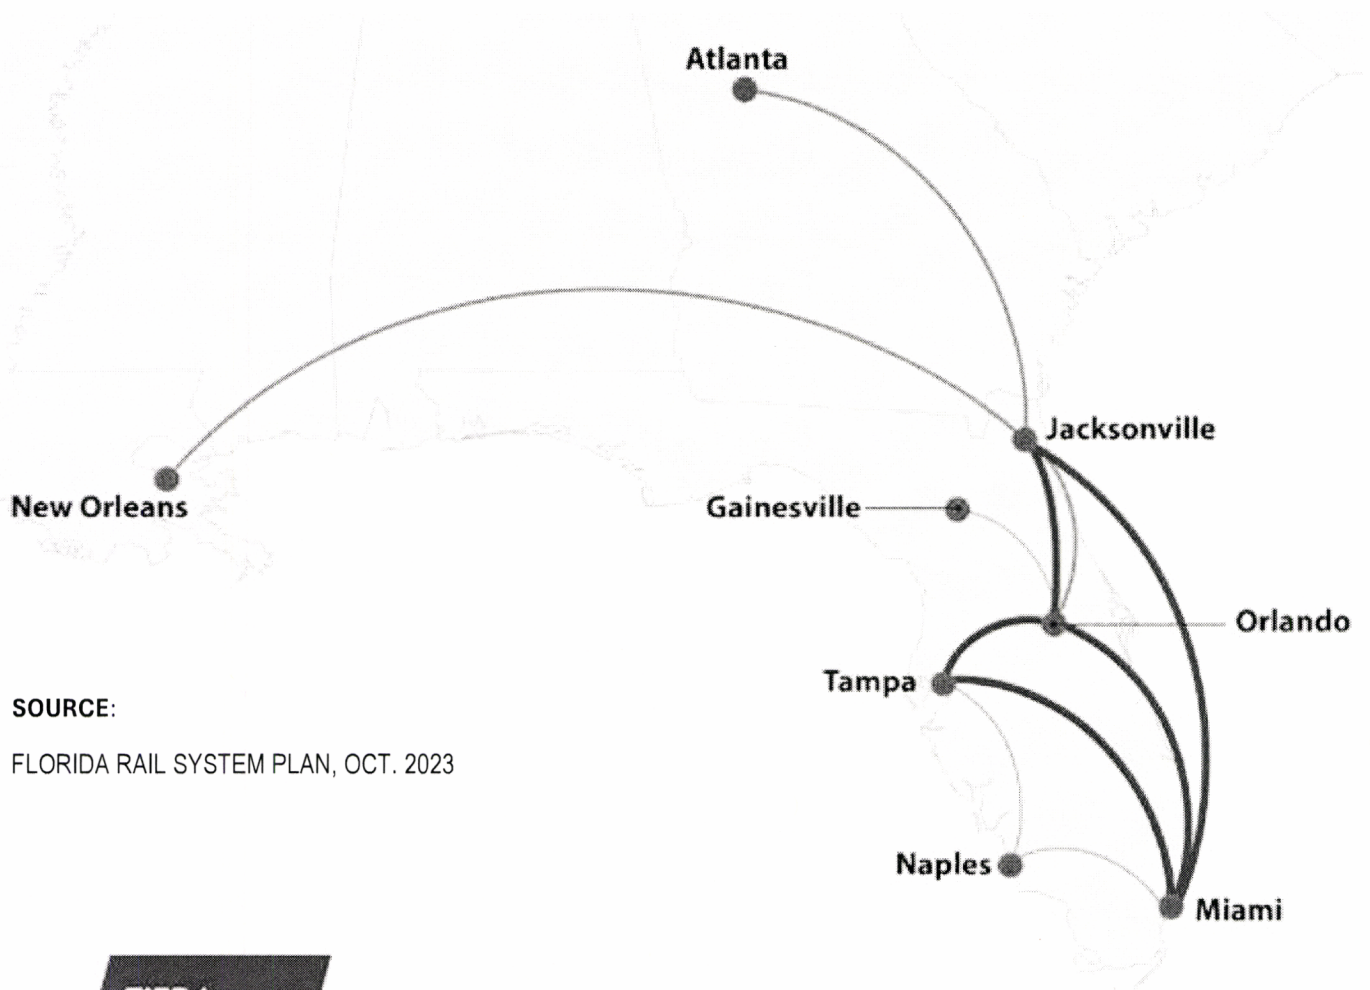 Atlanta
Jacksonville
New Orleans
Gainesville
Orlando
Tampa
SOURCE:
FLORIDA RAIL SYSTEM PLAN, OCT. 2023
Naples
Miami